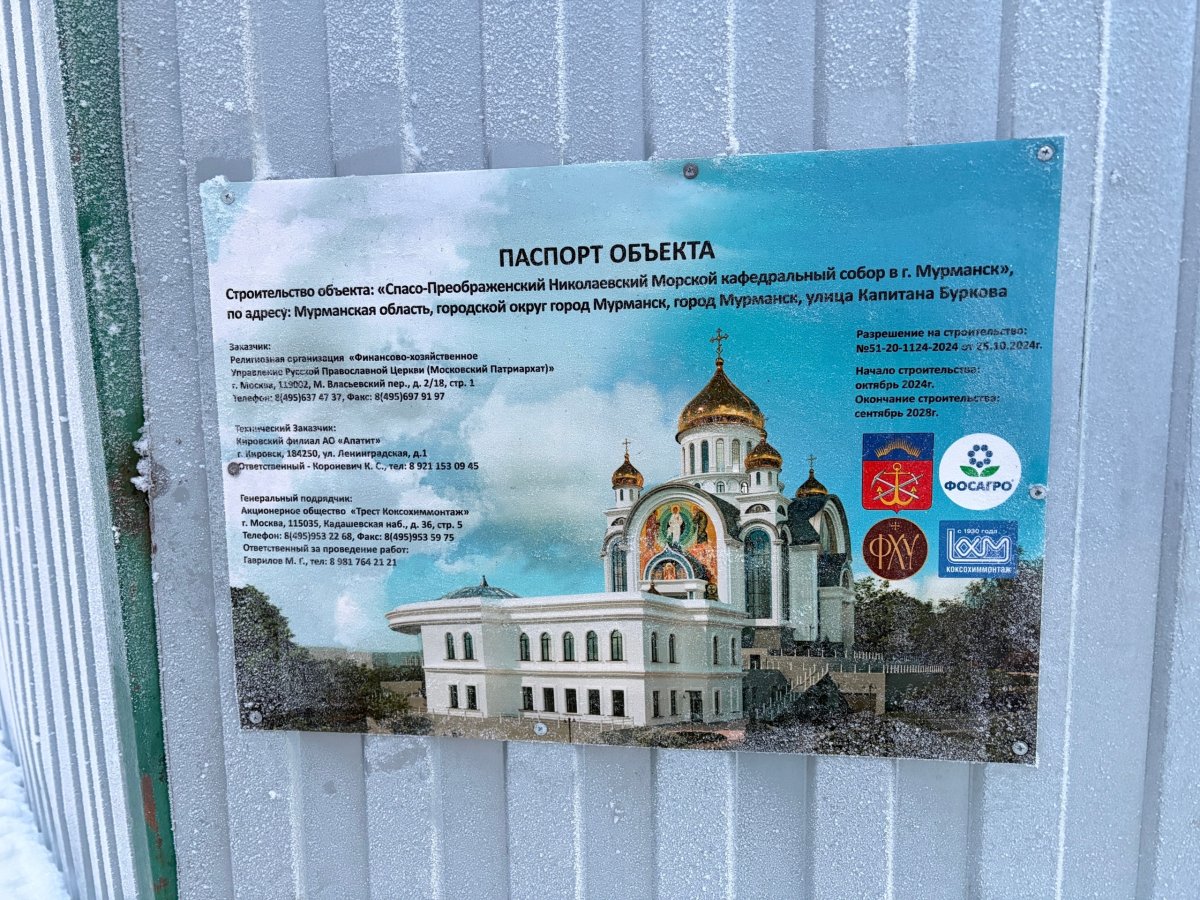 ПАСПОРТ ОБЪЕКТА
Строительство объекта: «Спасо-Преображенский Николаевский Морской кафедральный собор в г. Мурманск»,
по адресу: Мурманская область, городской округ город Мурманск, город Мурманск, улица Капитана Буркова
Заказчик:
Религиозная организация «Финансово-хозяйственное
Управление Русской Православной Церкви (Московский Патриархат)»
г. Москва, 119002, М. Власьевский пер., д. 2/18, стр. 1
Телефон: 8(495)637 47 37, Факс: 8(495)697 91 97
Технический Заказчик:
Кировский филиал АО «Апатит»
г. Кировск, 184250, ул. Ленинградская, д.1
Ответственный - Короневич К. С., тел: 8 921 153 09 45
Генеральный подрядчик:
Акционерное общество «Трест Коксохиммонтаж»
г. Москва, 115035, Кадашевская наб., д. 36, стр. 5
Телефон: 8(495)953 22 68, Факс: 8(495)953 59 75
Ответственный за проведение работ:
Гаврилов М. Г., тел: 8 981 764 21 21
Разрешение на строительство:
№51-20-1124-2024 от 25.10.2024г.
Начало строительства:
октябрь 2024г.
Окончание строительства:
сентябрь 2028г.
ФОСАГРО
ФХУ
с 1930 года
КХМ
коксохиммонтаж